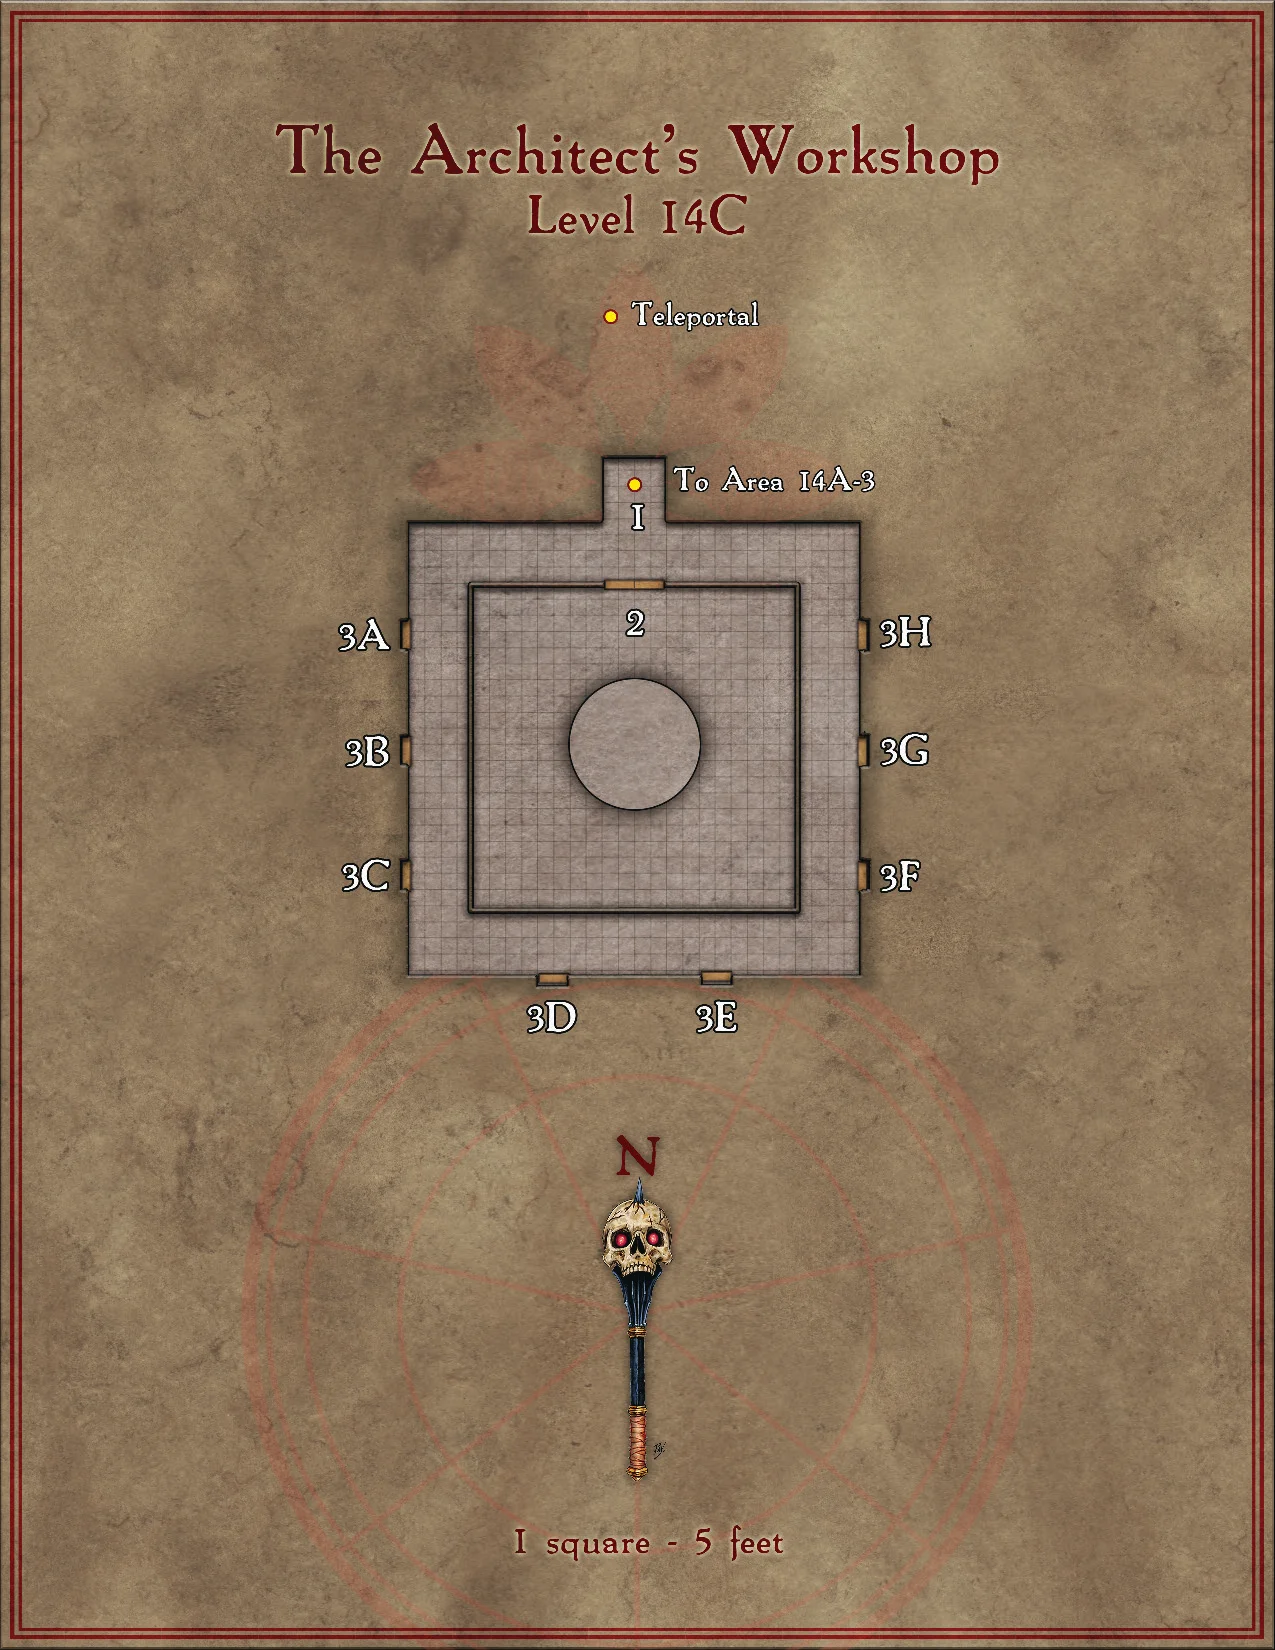 The Architect's Workshop
Level 14C
Teleportal
To Area 14A-3
1
2
3A
3H
3B
3G
3C
3F
3D
3E
N
1 square - 5 feet